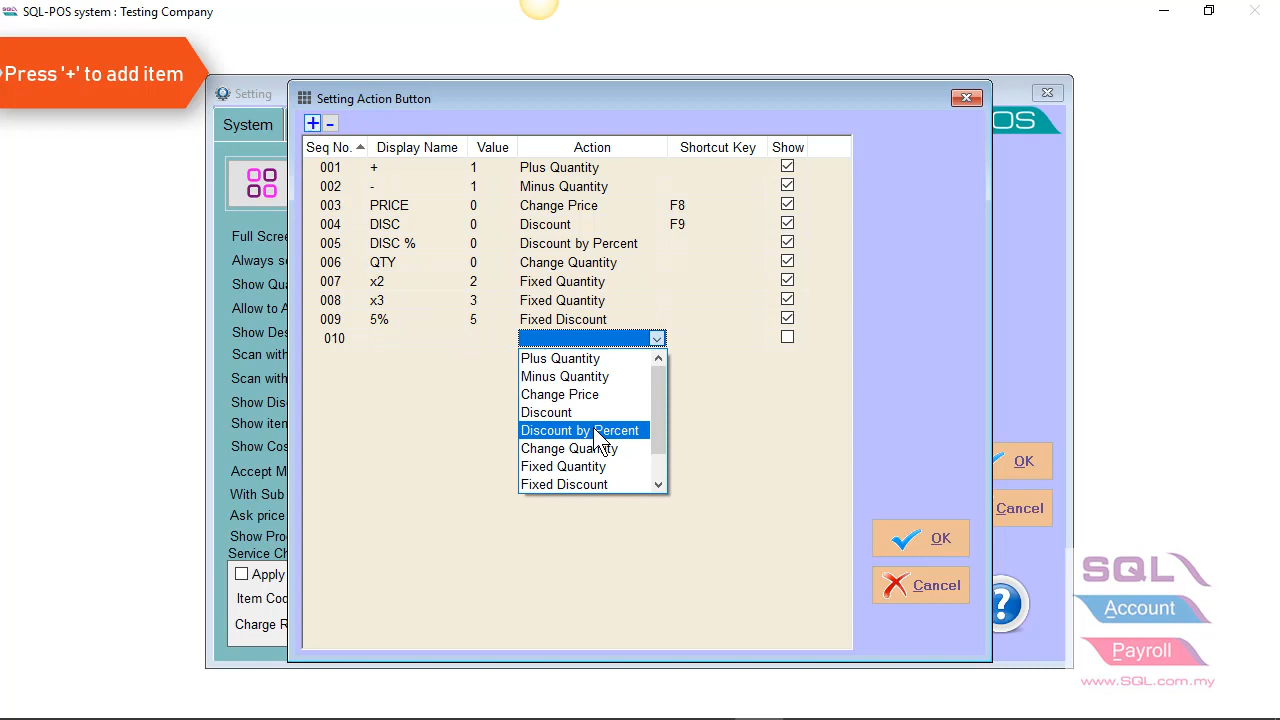 SQL-POS system : Testing Company
Press '+' to add item
Setting
Setting Action Button
System
OS
+ -
Seq No. Display Name Value Action Shortcut Key Show
001 + 1 Plus Quantity
002 - 1 Minus Quantity
003 PRICE 0 Change Price F8
004 DISC 0 Discount F9
005 DISC % 0 Discount by Percent
006 QTY 0 Change Quantity
007 x2 2 Fixed Quantity
008 x3 3 Fixed Quantity
009 5% 5 Fixed Discount
010
Plus Quantity
Minus Quantity
Change Price
Discount
Discount by Percent
Change Quantity
Fixed Quantity
Fixed Discount
Full Scree
Always s
Show Qua
Allow to A
Show Des
Scan with
Scan with
Show Dis
Show item
Show Cos
Accept M
With Sub
Ask price
Show Pro
Service Ch
Apply
Item Cod
Charge R
OK
Cancel
OK
Cancel
?
SQL
Account
Payroll
www.SQL.com.my